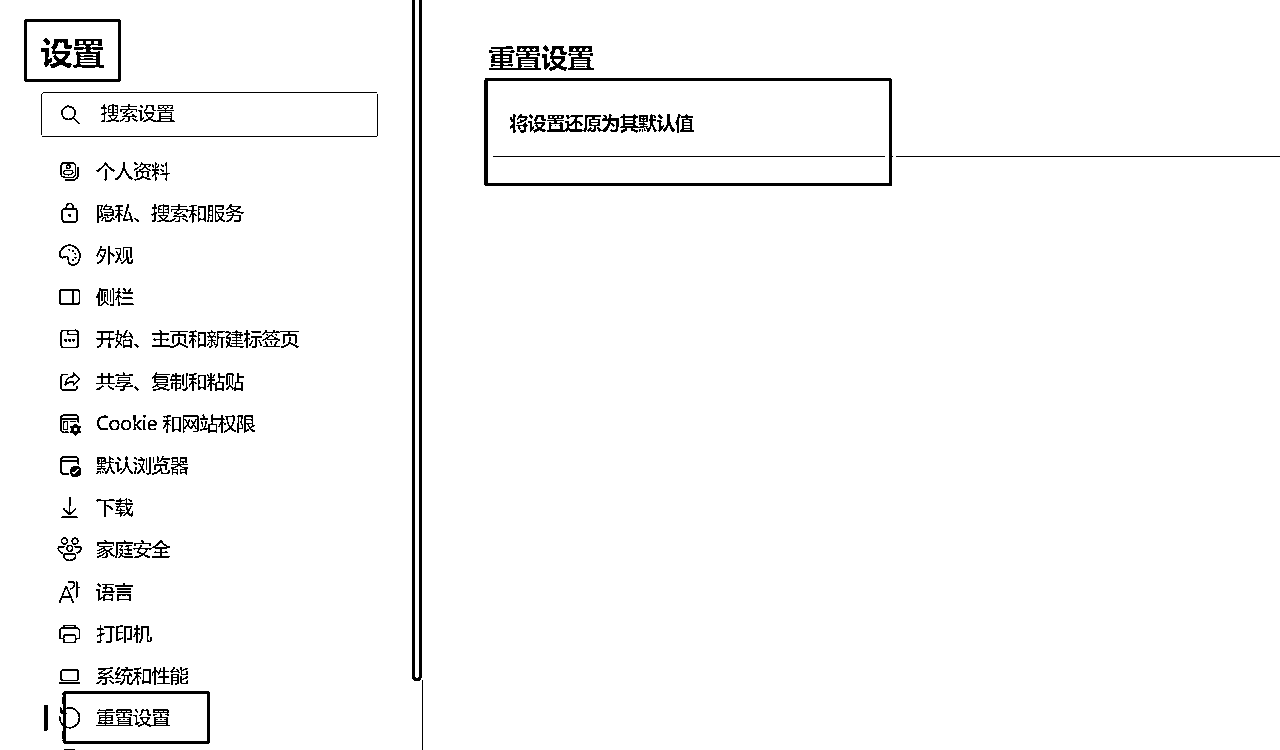 设置
搜索设置
个人资料
隐私、搜索和服务
外观
侧栏
开始、主页和新建标签页
共享、复制和粘贴
Cookie 和网站权限
默认浏览器
下载
家庭安全
语言
打印机
系统和性能
重置设置
重置设置
将设置还原为其默认值